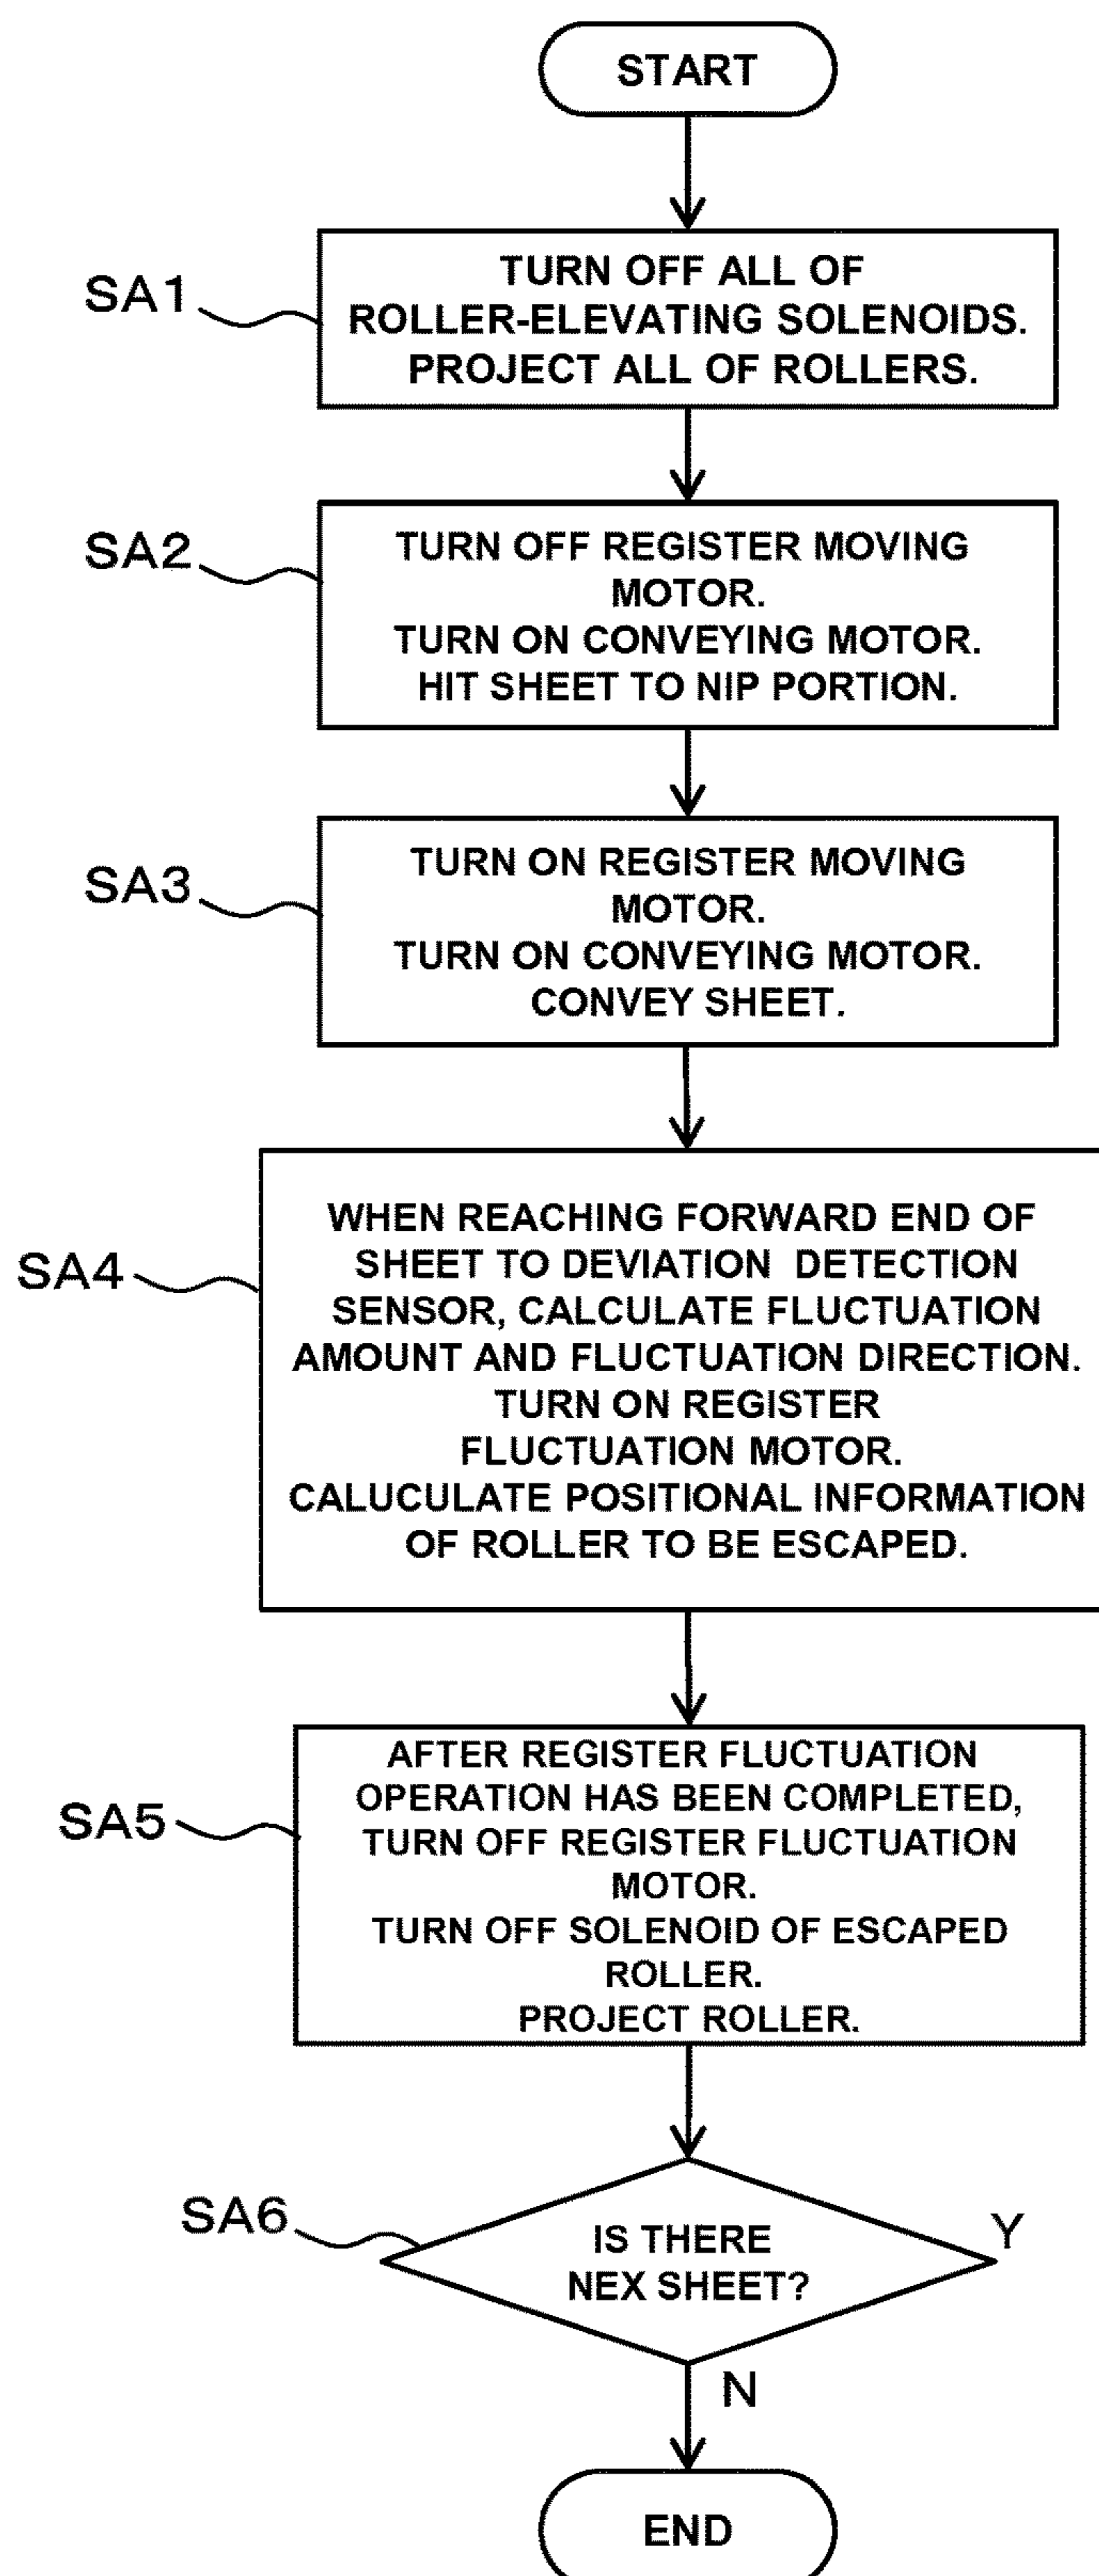 START
SA1
TURN OFF ALL OF
ROLLER-ELEVATING SOLENOIDS.
PROJECT ALL OF ROLLERS.
SA2
TURN OFF REGISTER MOVING
MOTOR.
TURN ON CONVEYING MOTOR.
HIT SHEET TO NIP PORTION.
SA3
TURN ON REGISTER MOVING
MOTOR.
TURN ON CONVEYING MOTOR.
CONVEY SHEET.
SA4
WHEN REACHING FORWARD END OF
SHEET TO DEVIATION DETECTION
SENSOR, CALCULATE FLUCTUATION
AMOUNT AND FLUCTUATION DIRECTION.
TURN ON REGISTER
FLUCTUATION MOTOR.
CALUCULATE POSITIONAL INFORMATION
OF ROLLER TO BE ESCAPED.
SA5
AFTER REGISTER FLUCTUATION
OPERATION HAS BEEN COMPLETED,
TURN OFF REGISTER FLUCTUATION
MOTOR.
TURN OFF SOLENOID OF ESCAPED
ROLLER.
PROJECT ROLLER.
SA6
IS THERE
NEX SHEET?
Y
N
END